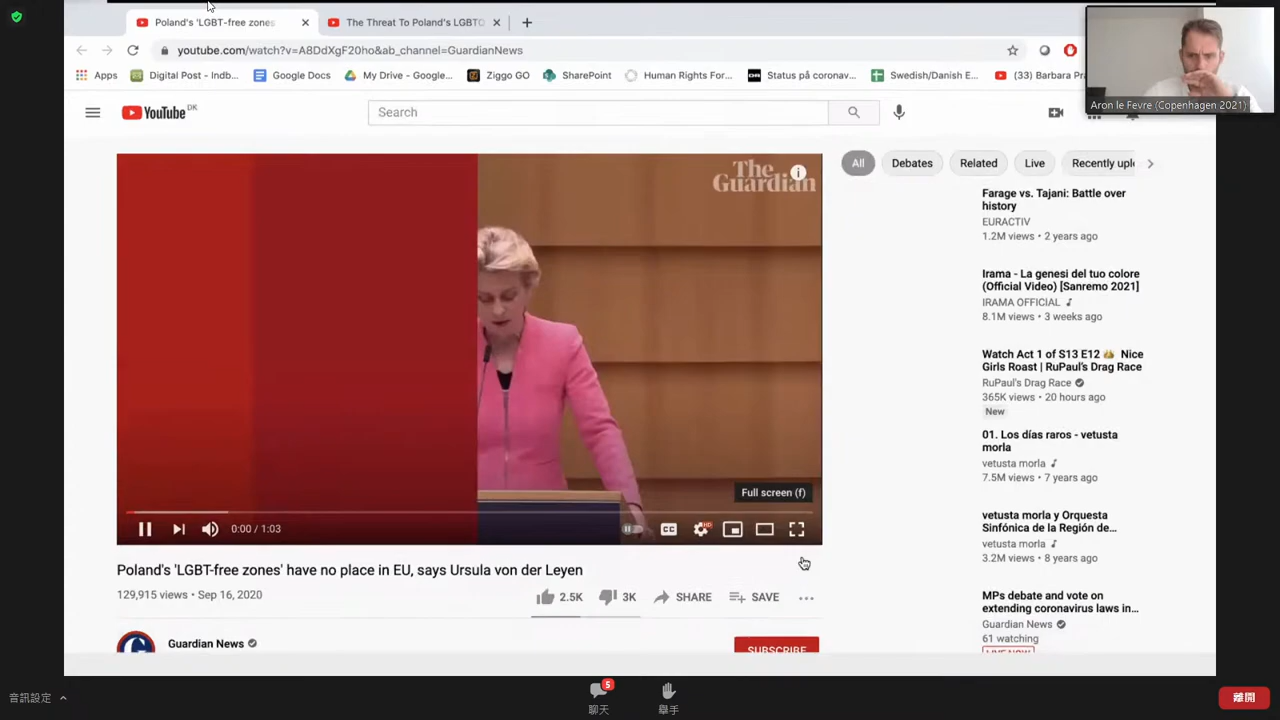 Poland's 'LGBT-free zones'
The Threat To Poland's LGBTQ
youtube.com/watch?v=A8DdXgF20ho&ab_channel=GuardianNews
Apps
Digital Post - Indb...
Google Docs
My Drive - Google...
Ziggo GO
SharePoint
Human Rights For...
Status på coronav...
Swedish/Danish E...
(33) Barbara Pra
Aron le Fevre (Copenhagen 2021)
YouTube DK
Search
The Guardian
All
Debates
Related
Live
Recently uplo
Farage vs. Tajani: Battle over
history
EURACTIV
1.2M views • 2 years ago
Irama - La genesi del tuo colore
(Official Video) [Sanremo 2021]
IRAMA OFFICIAL
8.1M views • 3 weeks ago
Watch Act 1 of S13 E12 Nice
Girls Roast | RuPaul's Drag Race
RuPaul's Drag Race
365K views • 20 hours ago
New
01. Los días raros - vetusta
morla
vetusta morla
7.5M views • 7 years ago
vetusta morla y Orquesta
Sinfónica de la Región de...
vetusta morla
3.2M views • 8 years ago
MPs debate and vote on
extending coronavirus laws in...
Guardian News
61 watching
LIVE NOW
Full screen (f)
0:00 / 1:03
CC
HD
Poland's 'LGBT-free zones' have no place in EU, says Ursula von der Leyen
129,915 views • Sep 16, 2020
2.5K
3K
SHARE
SAVE
Guardian News
SUBSCRIBE
音訊設定
5
聊天
舉手
離開